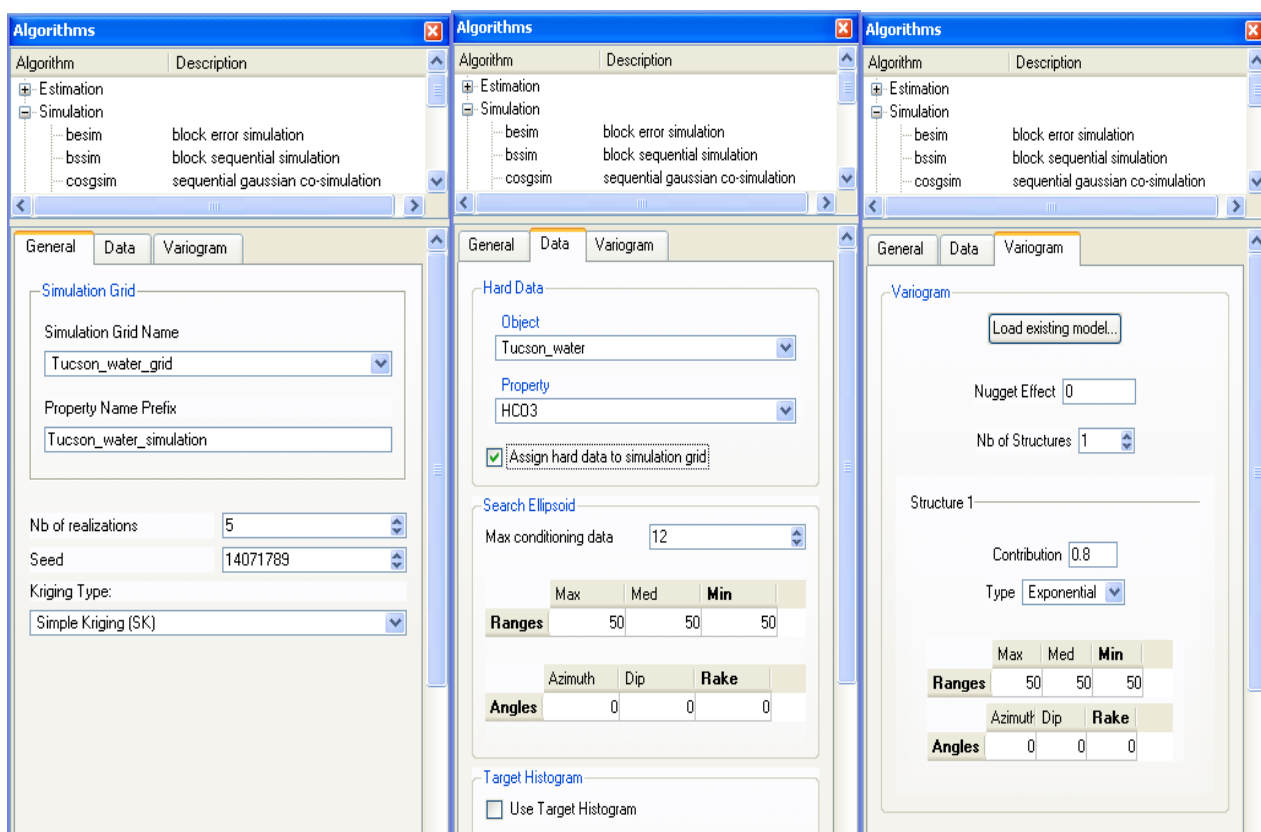 Algorithms
Algorithm Description
Estimation
Simulation
besim block error simulation
bssim block sequential simulation
cosgsim sequential gaussian co-simulation
General Data Variogram
Simulation Grid
Simulation Grid Name
Tucson_water_grid
Property Name Prefix
Tucson_water_simulation
Nb of realizations 5
Seed 14071789
Kriging Type:
Simple Kriging (SK)
Algorithms
Algorithm Description
Estimation
Simulation
besim block error simulation
bssim block sequential simulation
cosgsim sequential gaussian co-simulation
General Data Variogram
Hard Data
Object
Tucson_water
Property
HCO3
Assign hard data to simulation grid
Search Ellipsoid
Max conditioning data 12
Max Med Min
Ranges 50 50 50
Azimuth Dip Rake
Angles 0 0 0
Target Histogram
Use Target Histogram
Algorithms
Algorithm Description
Estimation
Simulation
besim block error simulation
bssim block sequential simulation
cosgsim sequential gaussian co-simulation
General Data Variogram
Variogram
Load existing model...
Nugget Effect 0
Nb of Structures 1
Structure 1
Contribution 0.8
Type Exponential
Max Med Min
Ranges 50 50 50
Azimuth Dip Rake
Angles 0 0 0